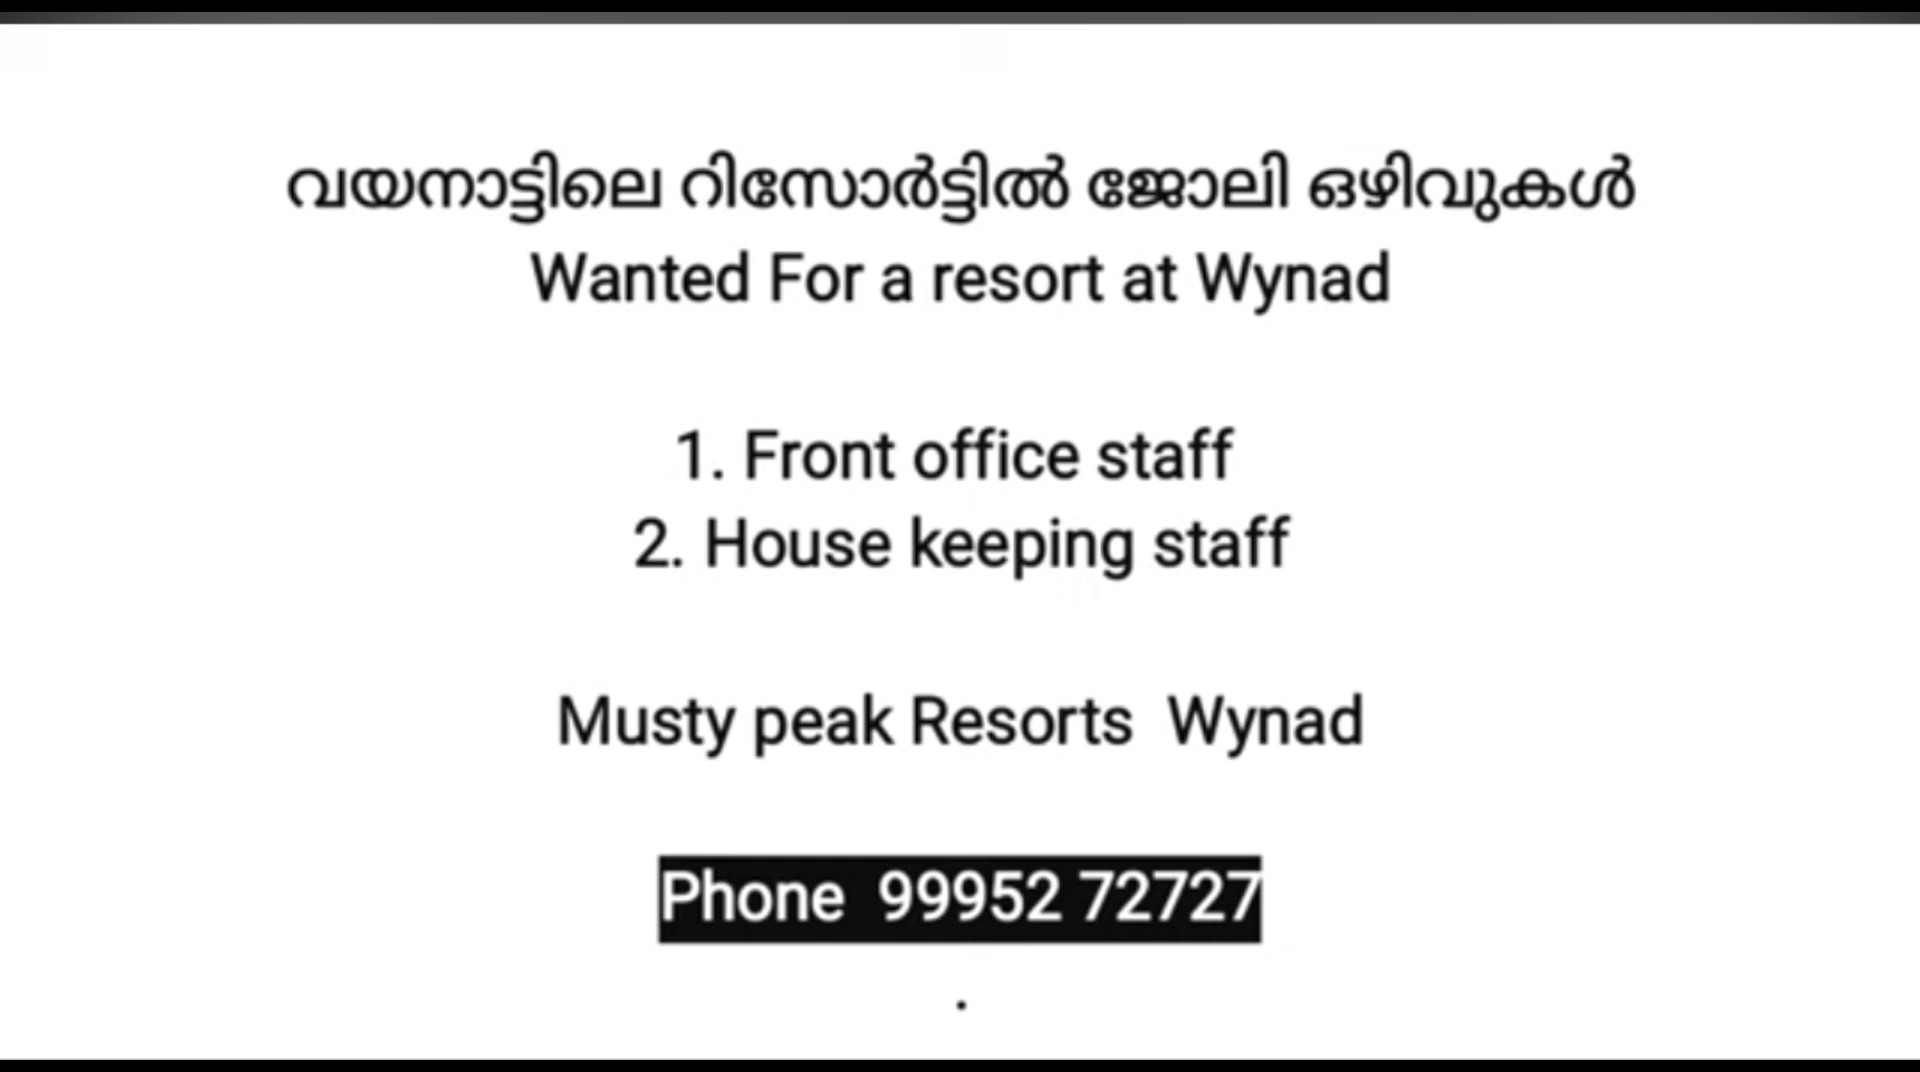 വയനാട്ടിലെ റിസോർട്ടിൽ ജോലി ഒഴിവുകൾ
Wanted For a resort at Wynad
1. Front office staff
2. House keeping staff
Musty peak Resorts  Wynad
Phone  99952 72727
.